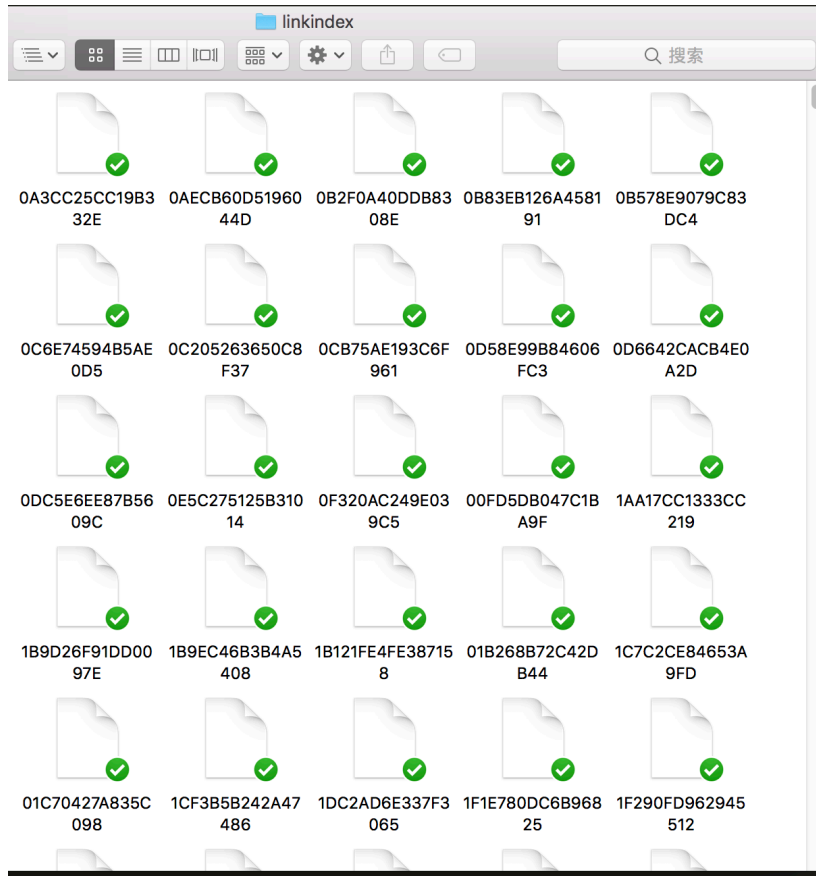 linkindex
搜索
0A3CC25CC19B3 0AECB60D51960 0B2F0A40DDB83 0B83EB126A4581 0B578E9079C83
32E 44D 08E 91 DC4
0C6E74594B5AE 0C205263650C8 0CB75AE193C6F 0D58E99B84606 0D6642CACB4E0
0D5 F37 961 FC3 A2D
0DC5E6EE87B56 0E5C275125B310 0F320AC249E03 00FD5DB047C1B 1AA17CC1333CC
09C 14 9C5 A9F 219
1B9D26F91DD00 1B9EC46B3B4A5 1B121FE4FE38715 01B268B72C42D 1C7C2CE84653A
97E 408 8 B44 9FD
01C70427A835C 1CF3B5B242A47 1DC2AD6E337F3 1F1E780DC6B968 1F290FD962945
098 486 065 25 512